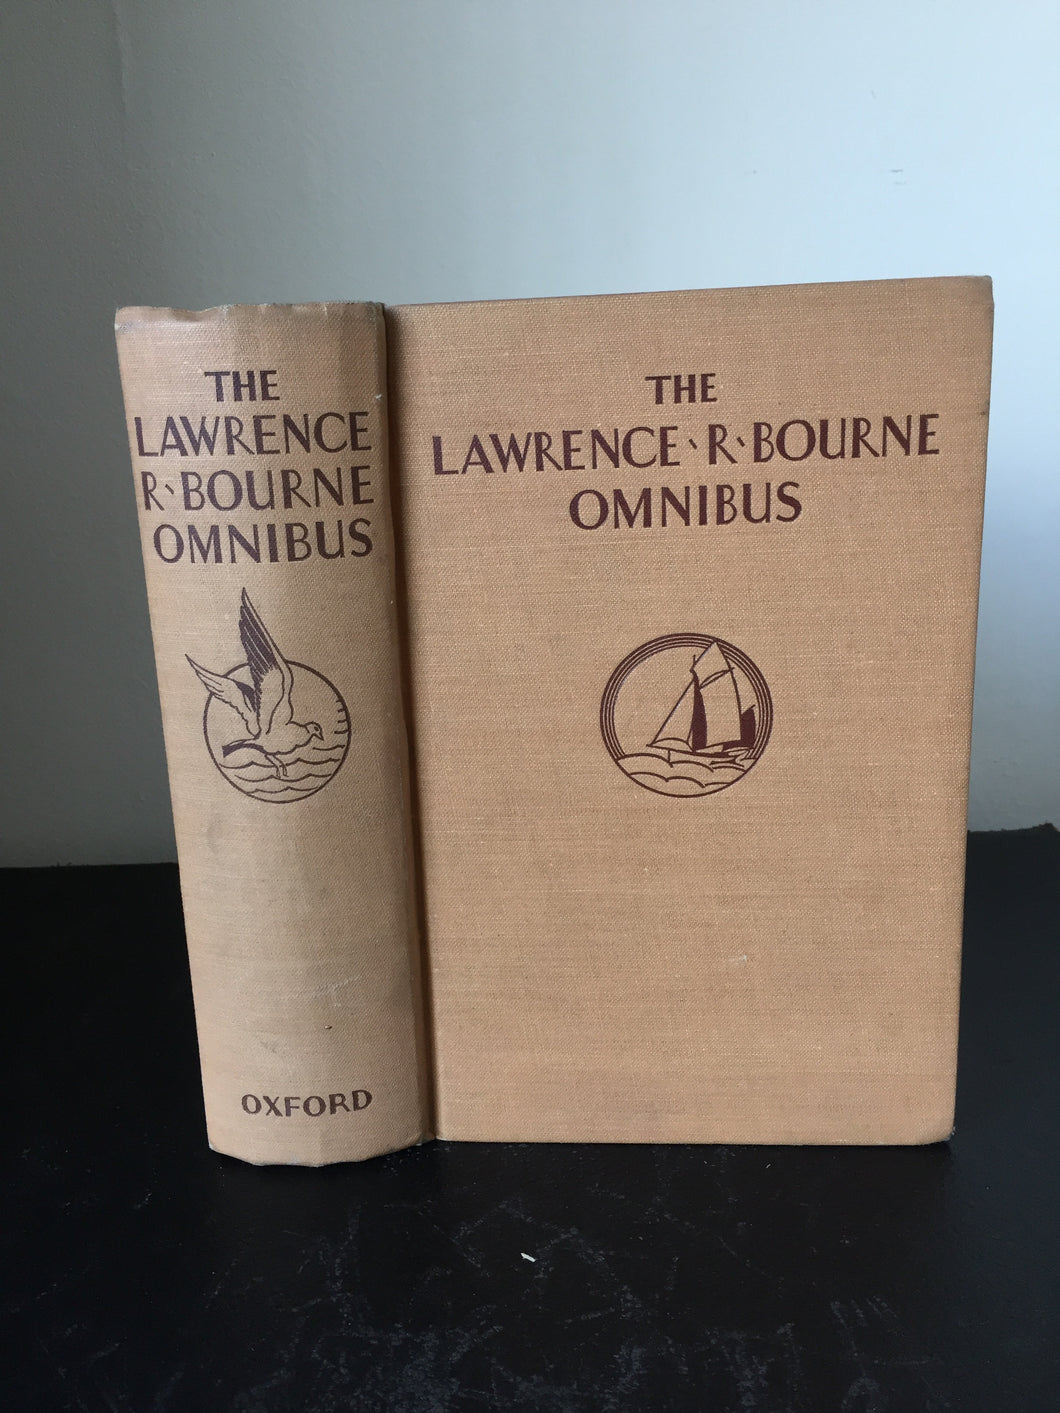 THE
LAWRENCE
R·BOURNE
OMNIBUS
OXFORD
THE
LAWRENCE·R·BOURNE
OMNIBUS